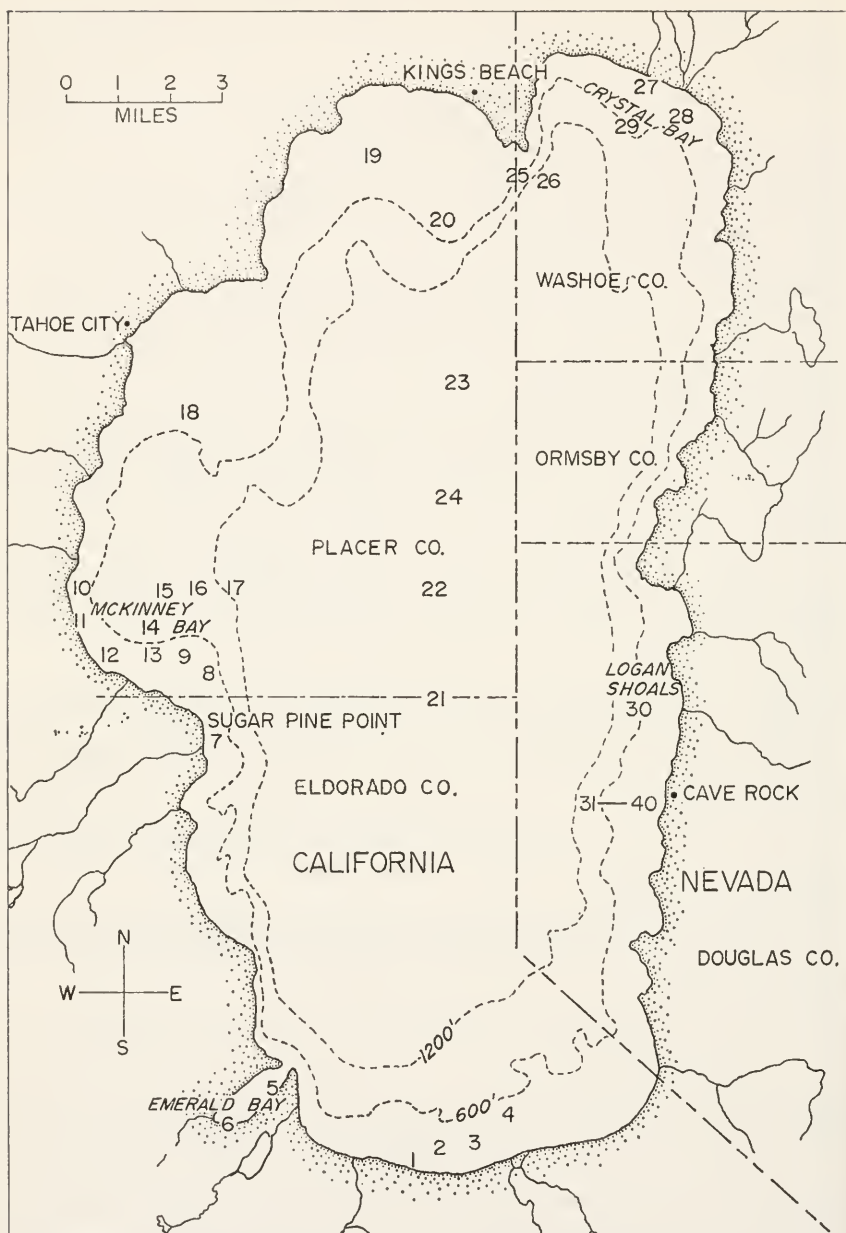 0 1 2 3
MILES
KINGS BEACH
27
CRYSTAL BAY
28
29
19
25 26
20
WASHOE CO.
TAHOE CITY
23
18
ORMSBY CO.
24
PLACER CO.
10 15 16 17 22
MCKINNEY
11 14 BAY
12 13 9 8
LOGAN
SHOALS
30
21
SUGAR PINE POINT
7
ELDORADO CO.
31—40 CAVE ROCK
CALIFORNIA
NEVADA
DOUGLAS CO.
N
W E
S
1200'
5
EMERALD BAY
6
600' 4
1 2 3